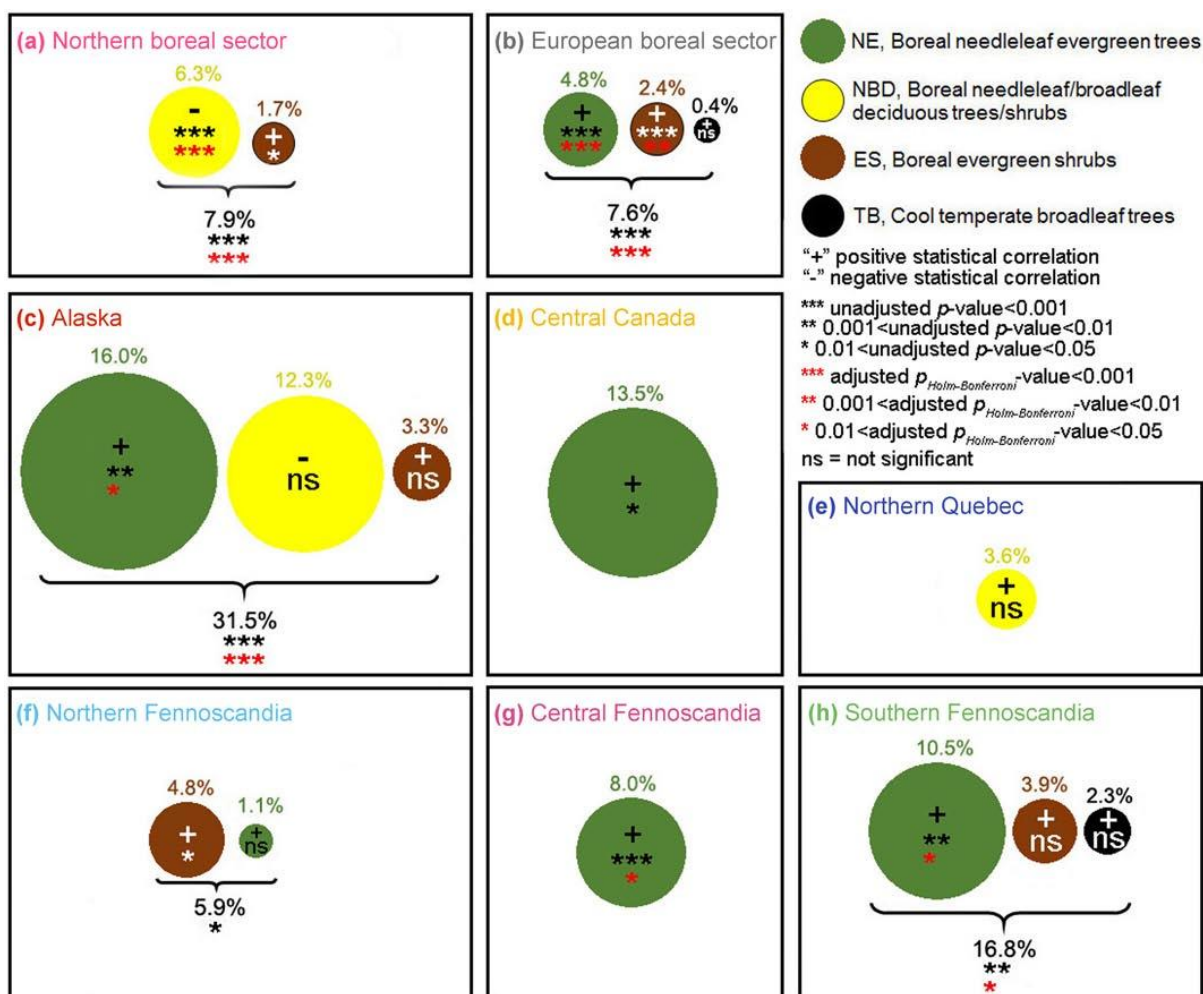 (a) Northern boreal sector
6.3%
-
***
***
1.7%
+
*
7.9%
***
***
(b) European boreal sector
4.8%
+
***
***
2.4%
+
***
**
0.4%
+
ns
7.6%
***
***
NE, Boreal needleleaf evergreen trees
NBD, Boreal needleleaf/broadleaf
deciduous trees/shrubs
ES, Boreal evergreen shrubs
TB, Cool temperate broadleaf trees
“+” positive statistical correlation
“-” negative statistical correlation
*** unadjusted p-value<0.001
** 0.001<unadjusted p-value<0.01
* 0.01<unadjusted p-value<0.05
*** adjusted pHolm-Bonferroni-value<0.001
** 0.001<adjusted pHolm-Bonferroni-value<0.01
* 0.01<adjusted pHolm-Bonferroni-value<0.05
ns = not significant
(c) Alaska
16.0%
+
**
*
12.3%
-
ns
3.3%
+
ns
31.5%
***
***
(d) Central Canada
13.5%
+
*
(e) Northern Quebec
3.6%
+
ns
(f) Northern Fennoscandia
4.8%
+
*
1.1%
+
ns
5.9%
*
(g) Central Fennoscandia
8.0%
+
***
*
(h) Southern Fennoscandia
10.5%
+
**
*
3.9%
+
ns
2.3%
+
ns
16.8%
**
*